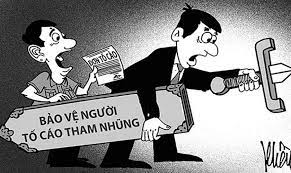 ĐƠN TỐ CÁO
BẢO VỆ NGƯỜI
TỐ CÁO THAM NHŨNG